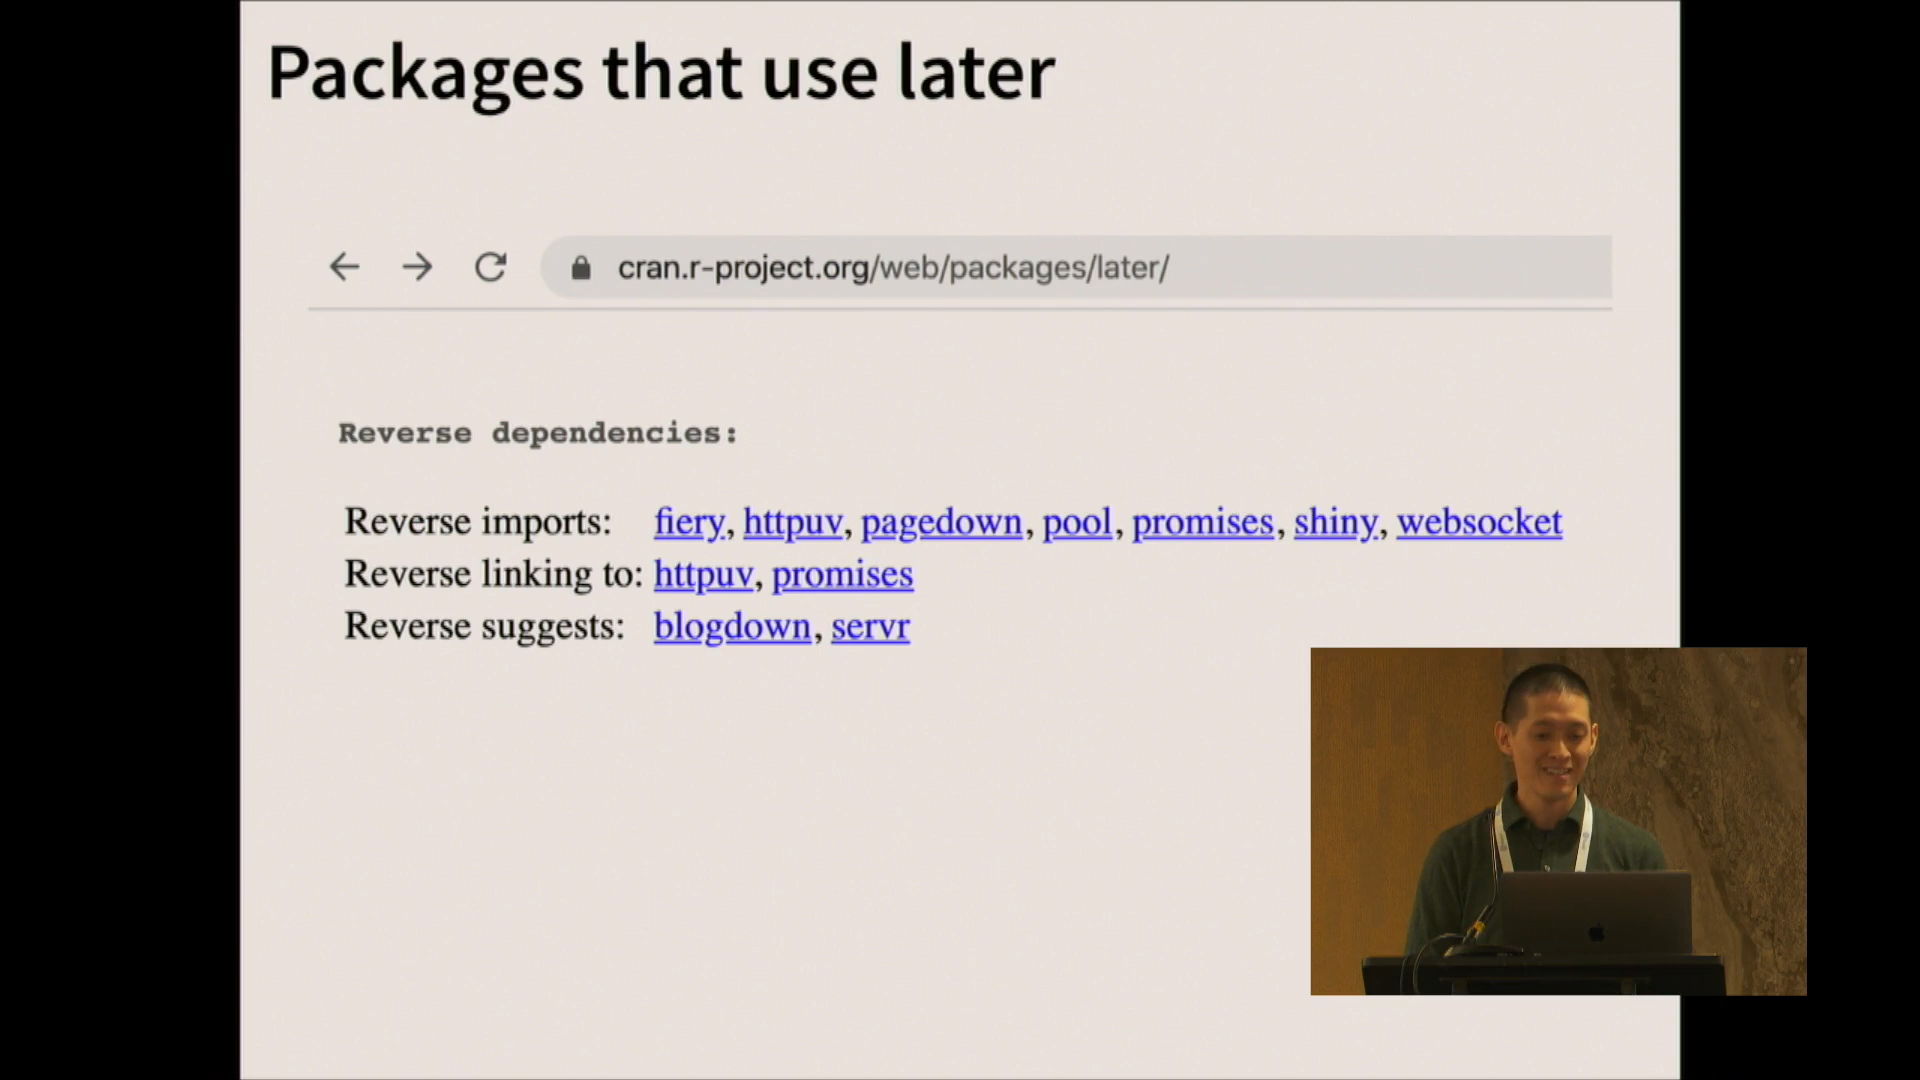 Packages that use later
cran.r-project.org/web/packages/later/
Reverse dependencies:
Reverse imports: fiery, httpuv, pagedown, pool, promises, shiny, websocket
Reverse linking to: httpuv, promises
Reverse suggests: blogdown, servr